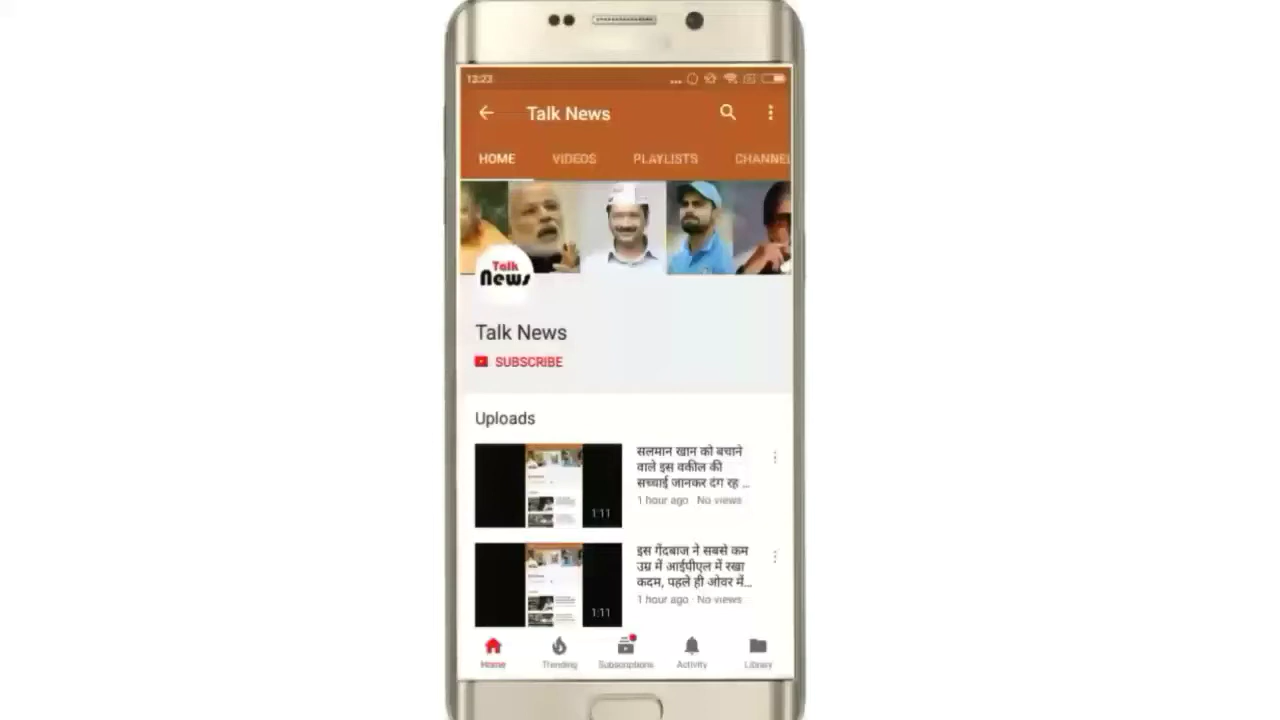 13:23
Talk News
HOME VIDEOS PLAYLISTS CHANNEL
Talk
News
Talk News
SUBSCRIBE
Uploads
सलमान खान को बचाने
वाले इस वकील की
सच्चाई जानकर दंग रह ...
1 hour ago · No views
1:11
इस गेंदबाज ने सबसे कम
उम्र में आईपीएल में रखा
कदम, पहले ही ओवर में...
1 hour ago · No views
1:11
Home Trending Subscriptions Activity Library